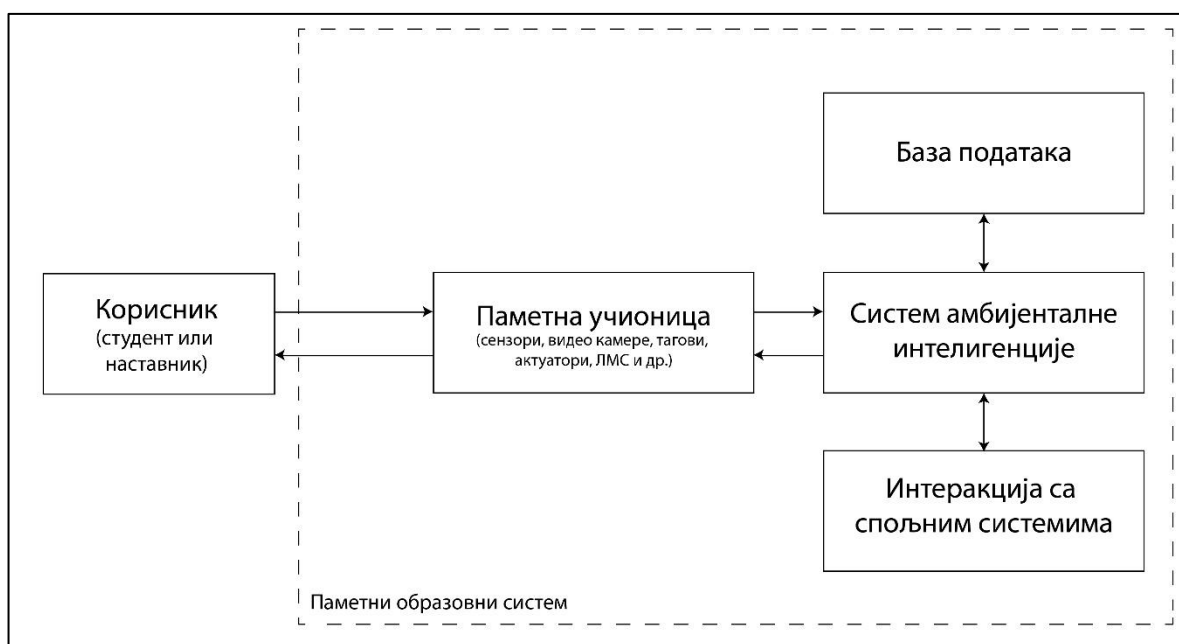 База података
Корисник
(студент или
наставник)
Паметна учионица
(сензори, видео камере, тагови,
актуатори, ЛМС и др.)
Систем амбијенталне
интелигенције
Интеракција са
спољним системима
Паметни образовни систем